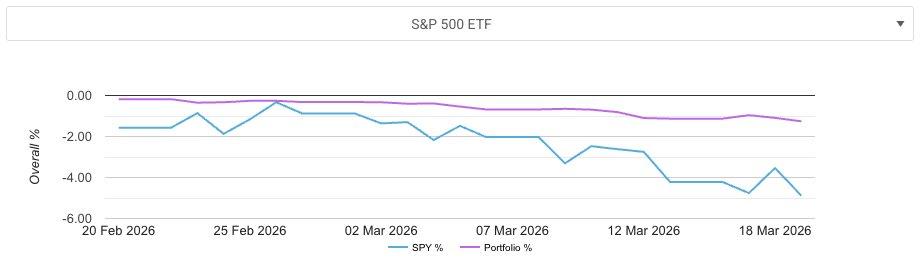 S&P 500 ETF
0.00
-2.00
-4.00
-6.00
Overall %
20 Feb 2026 25 Feb 2026 02 Mar 2026 07 Mar 2026 12 Mar 2026 18 Mar 2026
SPY % Portfolio %